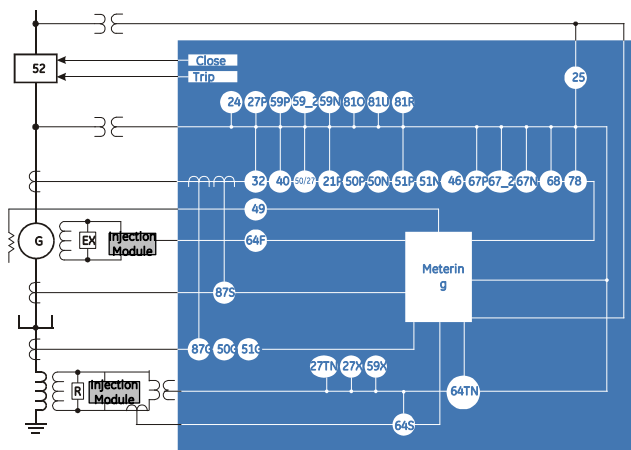 Close
52
Trip
25
24
27P
59P
59_2
59N
81O
81U
81R
32
40
50/27
21P
50P
50N
51P
51N
46
67P
67_2
67N
68
78
49
G
EX
Injection
Module
64F
Meterin
g
87S
87G
50G
51G
27TN
27X
59X
R
Injection
Module
64TN
64S